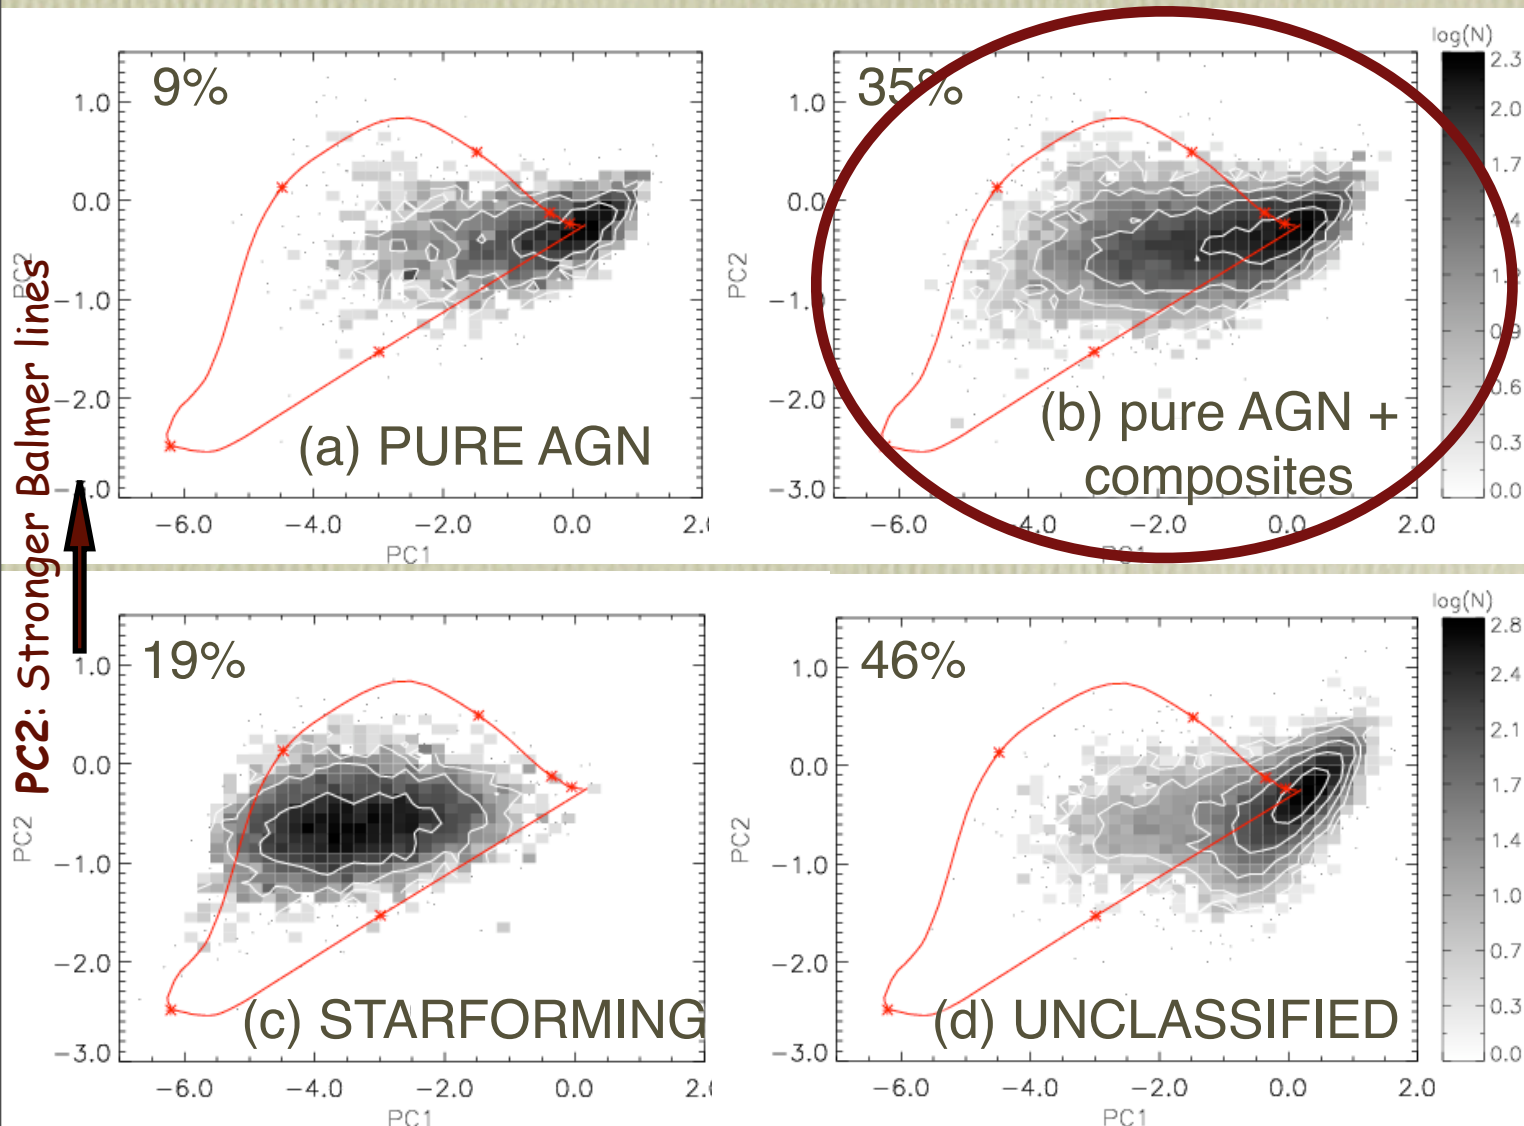 9%
1.0
0.0
−1.0
−2.0
PC2
−6.0 −4.0 −2.0 0.0
PC1
(a) PURE AGN
35%
1.0
0.0
−2.0
−3.0
PC2
−6.0 −2.0 0.0 2.0
(b) pure AGN +
composites
log(N)
2.3
2.0
1.7
0.9
0.6
0.3
0.0
PC2: Stronger Balmer lines
19%
1.0
0.0
−1.0
−2.0
−3.0
PC2
−6.0 −4.0 −2.0 0.0
PC1
(c) STARFORMING
46%
1.0
0.0
−1.0
−2.0
−3.0
PC2
−6.0 −4.0 −2.0 0.0 2.0
PC1
(d) UNCLASSIFIED
log(N)
2.8
2.4
2.1
1.7
1.4
1.0
0.7
0.3
0.0